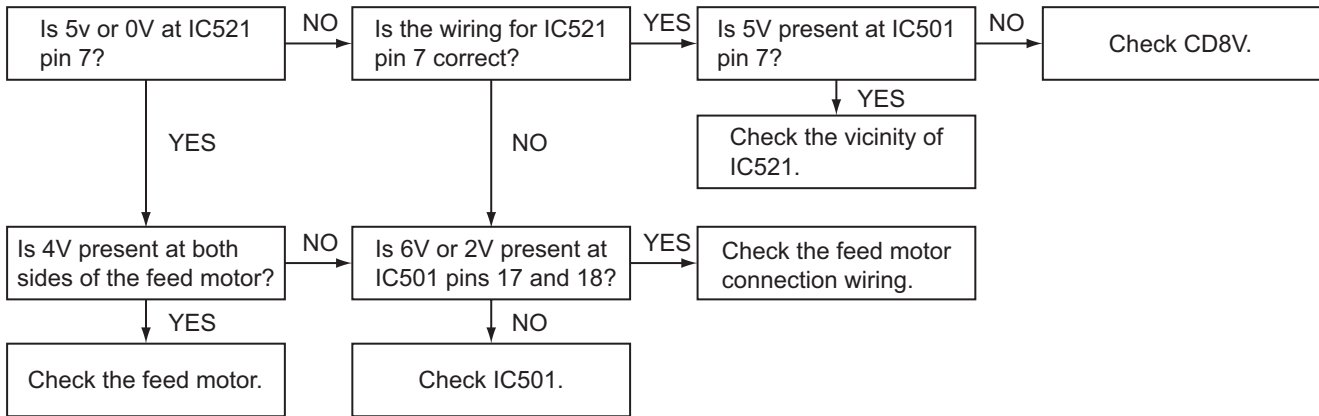 Is 5v or 0V at IC521
pin 7?
NO
Is the wiring for IC521
pin 7 correct?
YES
Is 5V present at IC501
pin 7?
NO
Check CD8V.
YES
NO
YES
Check the vicinity of
IC521.
Is 4V present at both
sides of the feed motor?
NO
Is 6V or 2V present at
IC501 pins 17 and 18?
YES
Check the feed motor
connection wiring.
YES
NO
Check the feed motor.
Check IC501.